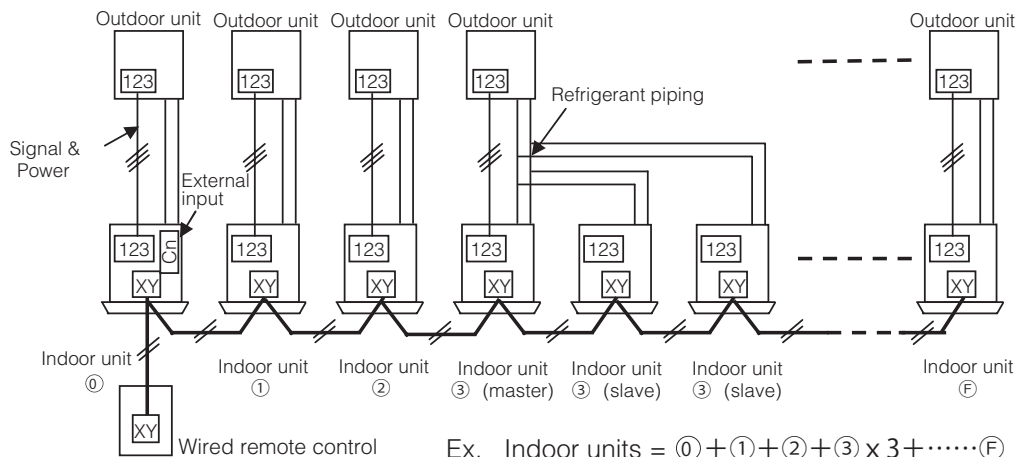 Outdoor unit Outdoor unit Outdoor unit Outdoor unit Outdoor unit
123 123 123 123 123
Refrigerant piping
Signal &
Power
External
input
Cn
123 123 123 123 123 123 123
XY XY XY XY XY XY XY
Indoor unit Indoor unit Indoor unit Indoor unit Indoor unit Indoor unit Indoor unit
⓪ ① ② ③ (master) ③ (slave) ③ (slave) Ⓕ
XY
Wired remote control
Ex. Indoor units = ⓪+①+②+③ x 3+······Ⓕ